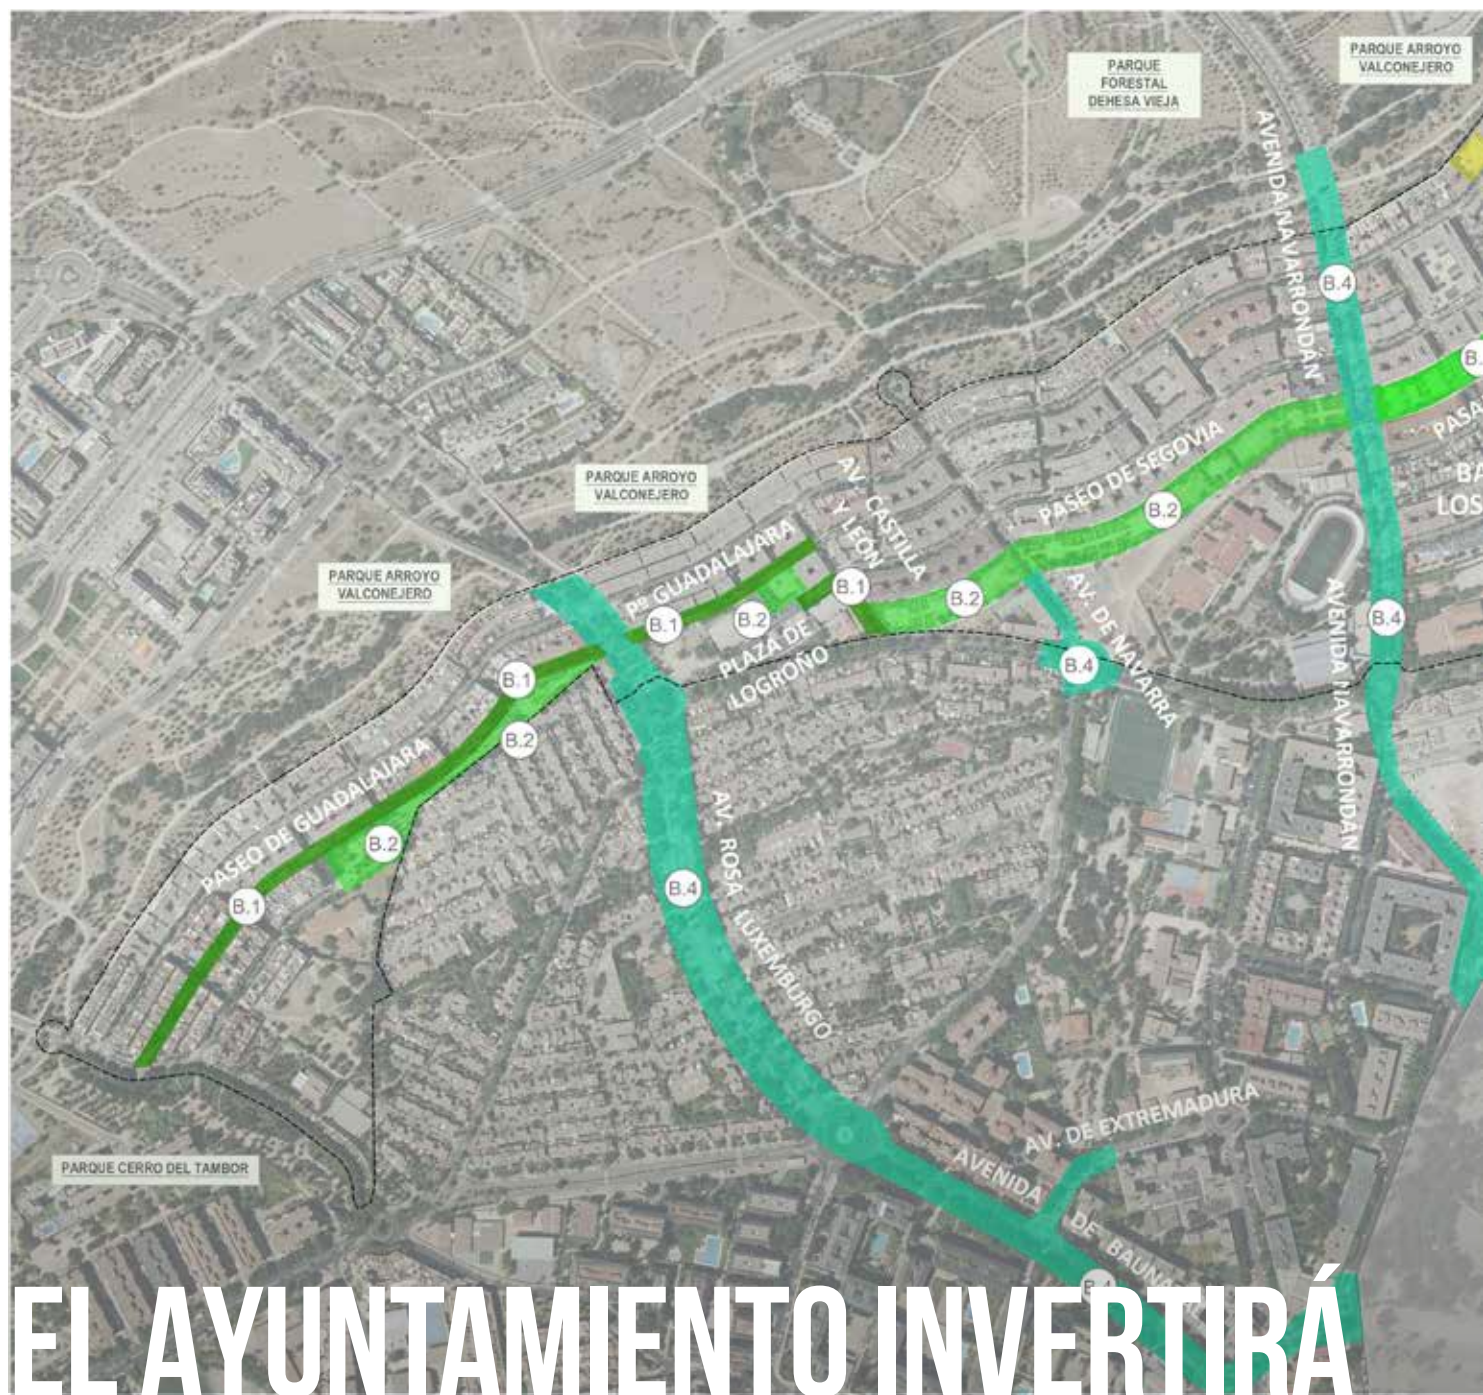 PARQUE
FORESTAL
DEHESA VIEJA
PARQUE ARROYO
VALCONEJERO
AVENIDA NAVARRONDÁN
B.4
B.
PASEO DE SEGOVIA
B.2
PARQUE ARROYO
VALCONEJERO
AV. CASTILLA
Y LEÓN
Pº GUADALAJARA
B.1
B.2
B.1
B.2
PLAZA DE
LOGROÑO
AV. DE NAVARRA
B.4
AVENIDA NAVARRONDÁN
B.4
LOS
PARQUE ARROYO
VALCONEJERO
B.1
B.2
PASEO DE GUADALAJARA
B.2
B.1
AV. ROSA LUXEMBURGO
B.4
AV. DE EXTREMADURA
AVENIDA DE
B.4
PARQUE CERRO DEL TAMBOR
EL AYUNTAMIENTO INVERTIRÁ